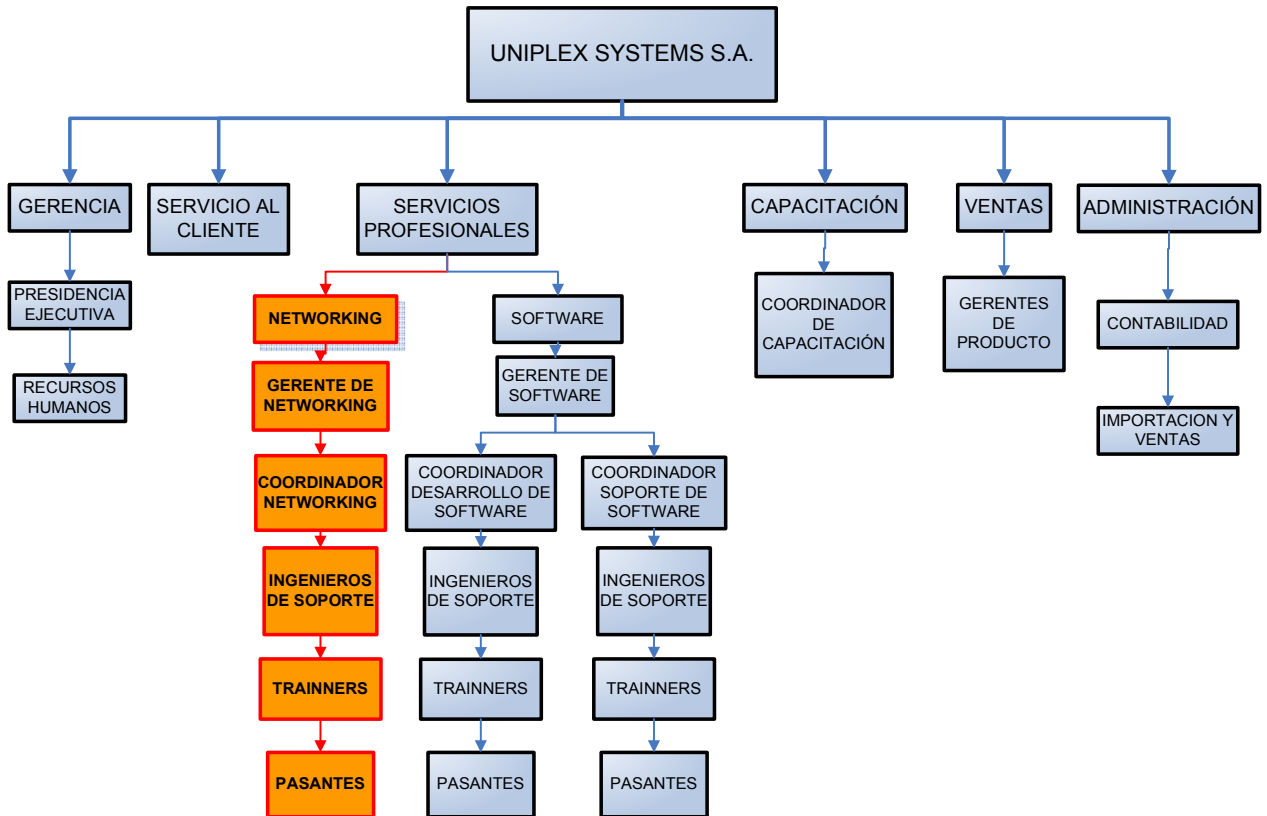 UNIPLEX SYSTEMS S.A.
GERENCIA
SERVICIO AL
CLIENTE
SERVICIOS
PROFESIONALES
CAPACITACIÓN
VENTAS
ADMINISTRACIÓN
PRESIDENCIA
EJECUTIVA
RECURSOS
HUMANOS
NETWORKING
GERENTE DE
NETWORKING
COORDINADOR
NETWORKING
INGENIEROS
DE SOPORTE
TRAINNERS
PASANTES
SOFTWARE
GERENTE DE
SOFTWARE
COORDINADOR
DESARROLLO DE
SOFTWARE
INGENIEROS
DE SOPORTE
TRAINNERS
PASANTES
COORDINADOR
SOPORTE DE
SOFTWARE
INGENIEROS
DE SOPORTE
TRAINNERS
PASANTES
COORDINADOR
DE
CAPACITACIÓN
GERENTES
DE
PRODUCTO
CONTABILIDAD
IMPORTACION Y
VENTAS